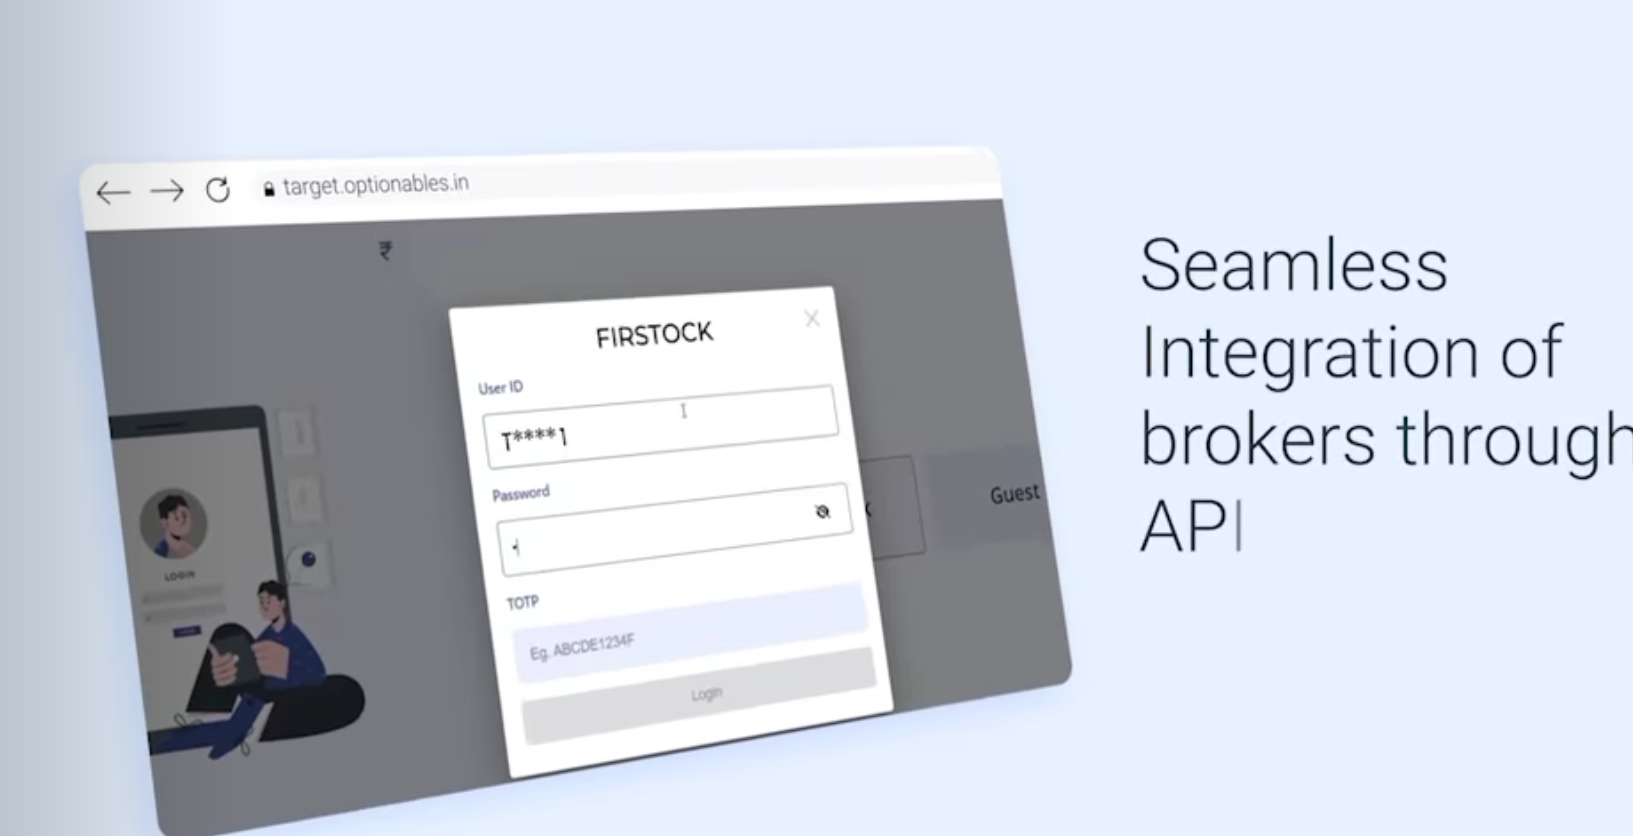 target.optionables.in
₹
FIRSTOCK
X
User ID
T****1
Password
TOTP
Eg. ABCDE1234F
Login
Guest
LOGIN
Seamless
Integration of
brokers through
API